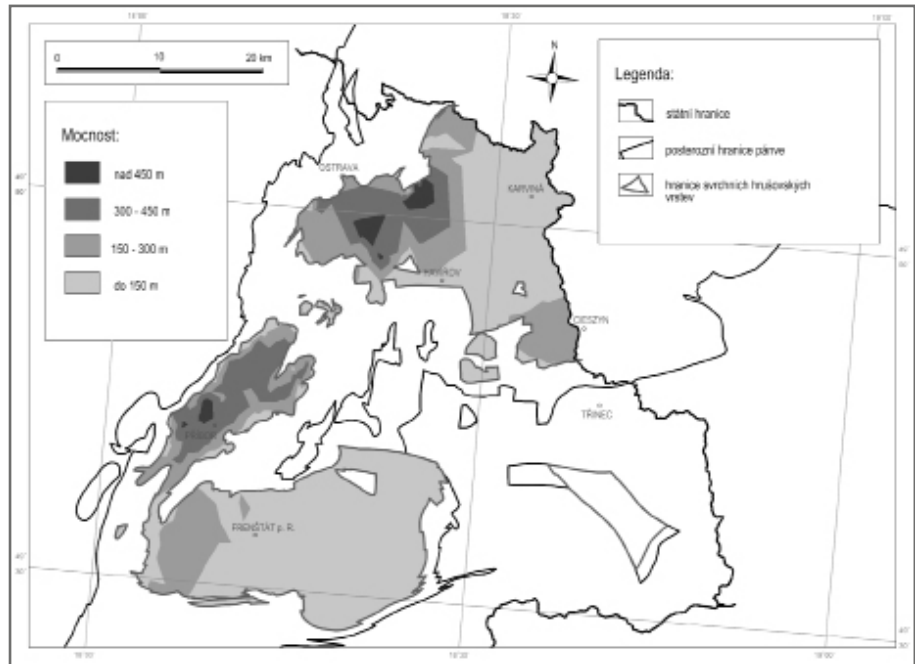 0 10 20 km
N
Mocnost:
nad 450 m
300 - 450 m
150 - 300 m
do 150 m
Legenda:
státní hranice
posterozní hranice pánve
hranice svrchních hrušovských
vrstev
OSTRAVA
KARVINÁ
CIESZYN
TŘINEC
FRENŠTÁT p. R.